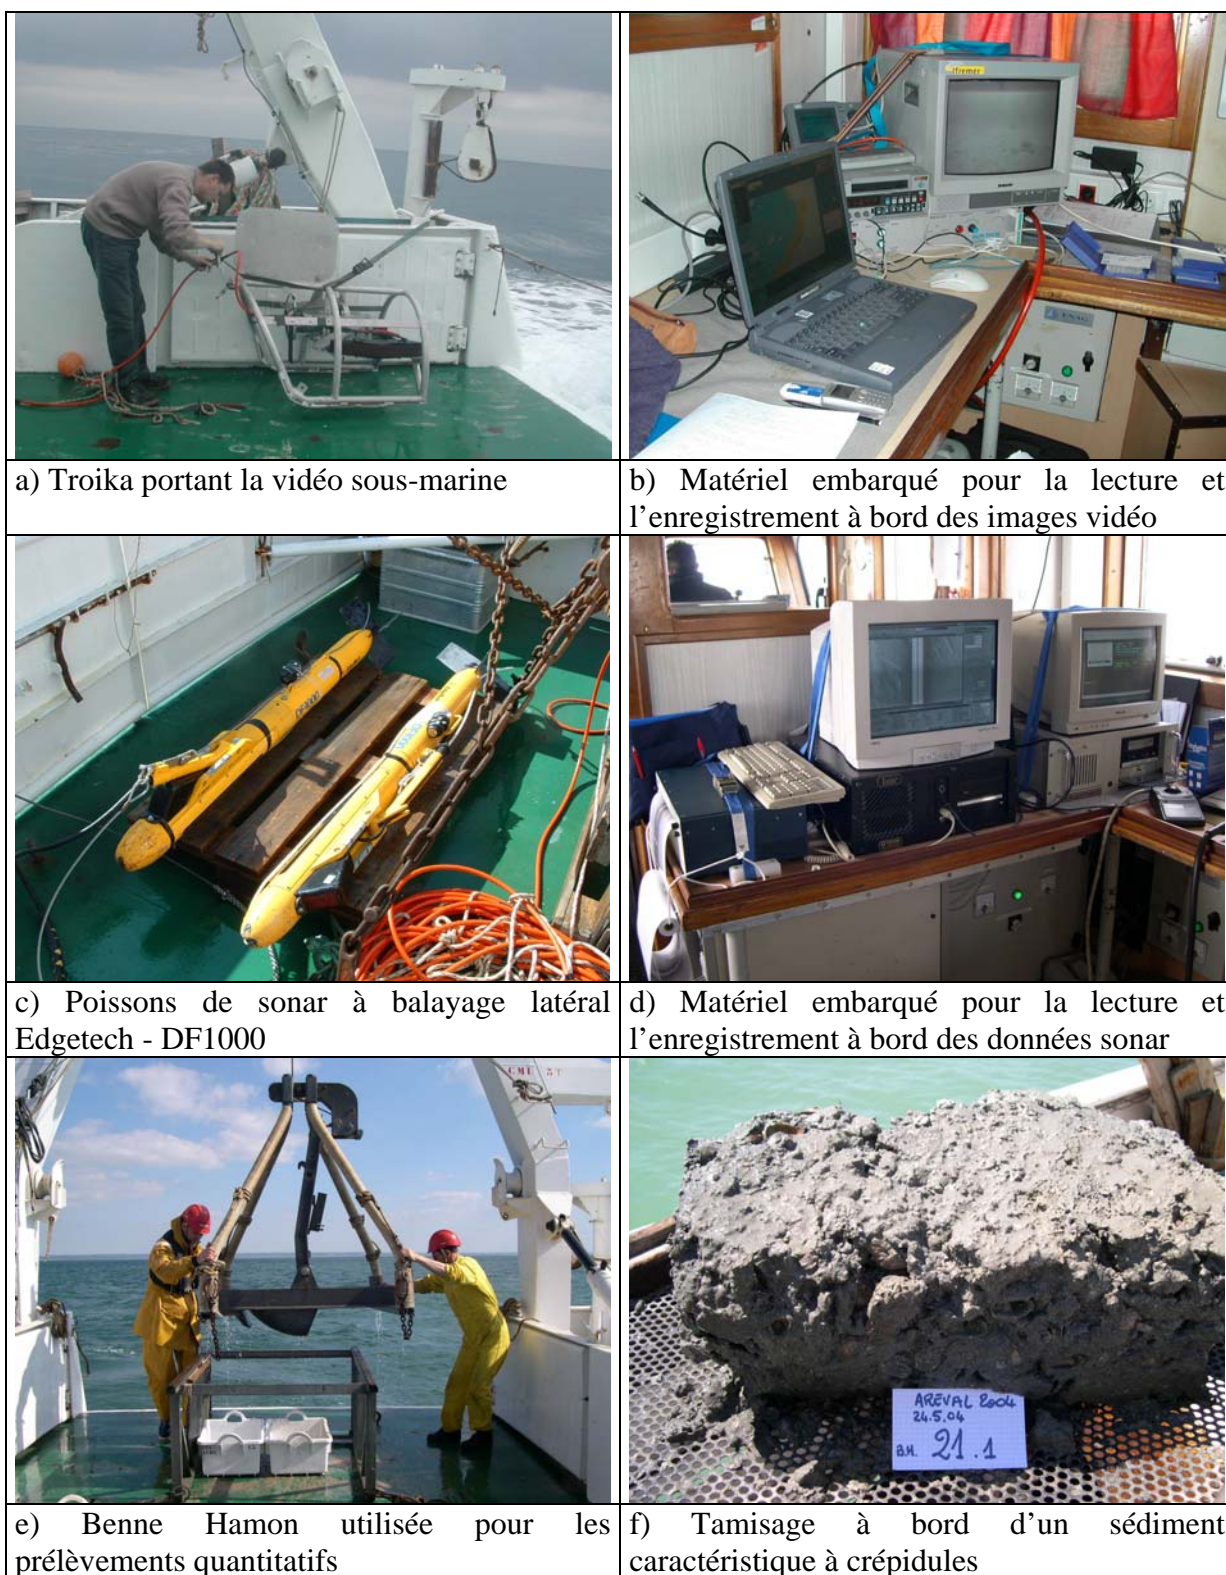 Ifremer
a) Troika portant la vidéo sous-marine
b) Matériel embarqué pour la lecture et
l’enregistrement à bord des images vidéo
DF1000
c) Poissons de sonar à balayage latéral
Edgetech - DF1000
d) Matériel embarqué pour la lecture et
l’enregistrement à bord des données sonar
AREVAL 2004
24.5.04
B.H. 21.1
e) Benne Hamon utilisée pour les
prélèvements quantitatifs
f) Tamisage à bord d’un sédiment
caractéristique à crépidules